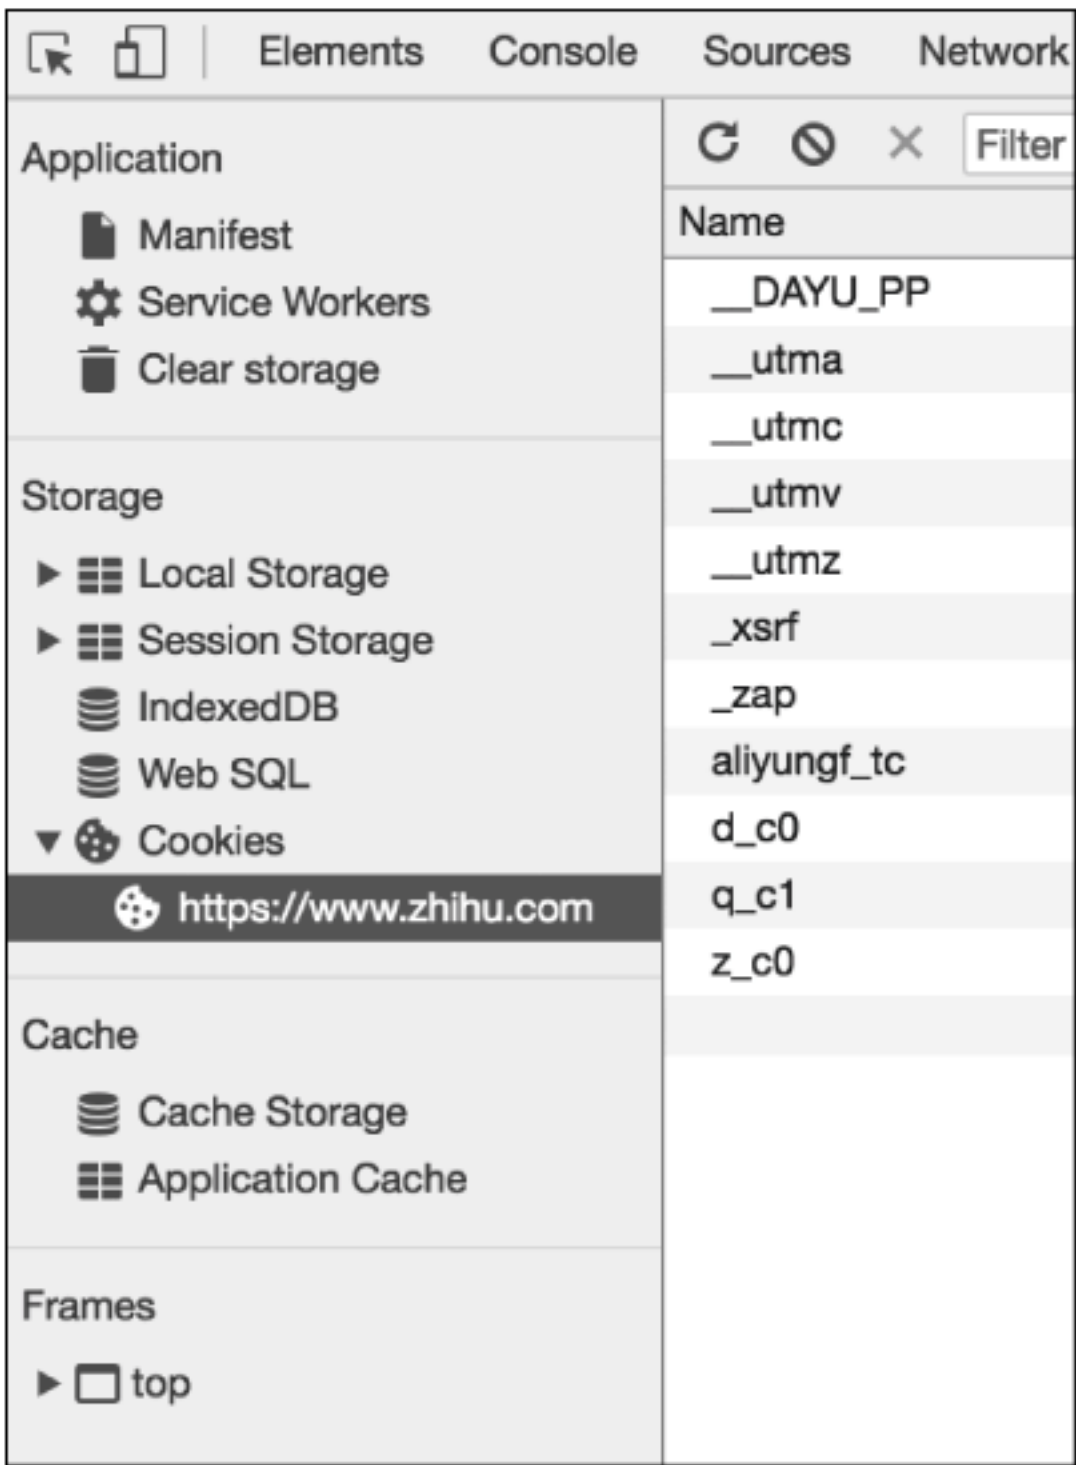 Elements Console Sources Network
Application
Manifest
Service Workers
Clear storage
Storage
Local Storage
Session Storage
IndexedDB
Web SQL
Cookies
https://www.zhihu.com
Cache
Cache Storage
Application Cache
Frames
top
Filter
Name
__DAYU_PP
__utma
__utmc
__utmv
__utmz
_xsrf
_zap
aliyungf_tc
d_c0
q_c1
z_c0